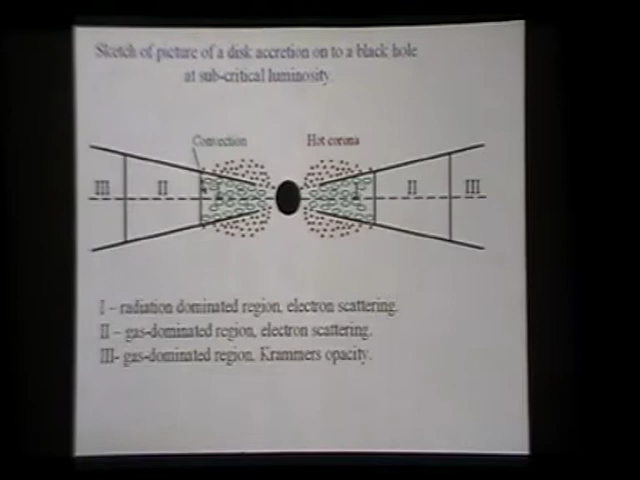 Sketch of picture of a disk accretion on to a black hole
at sub-critical luminosity.
Convection
Hot corona
III II I I II III
I – radiation dominated region, electron scattering.
II – gas-dominated region, electron scattering.
III- gas-dominated region, Krammers opacity.